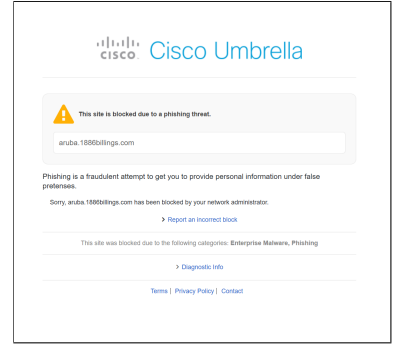 cisco. Cisco Umbrella
This site is blocked due to a phishing threat.
aruba.1886billings.com
Phishing is a fraudulent attempt to get you to provide personal information under false
pretenses.
Sorry, aruba.1886billings.com has been blocked by your network administrator.
> Report an incorrect block
This site was blocked due to the following categories: Enterprise Malware, Phishing
> Diagnostic Info
Terms | Privacy Policy | Contact